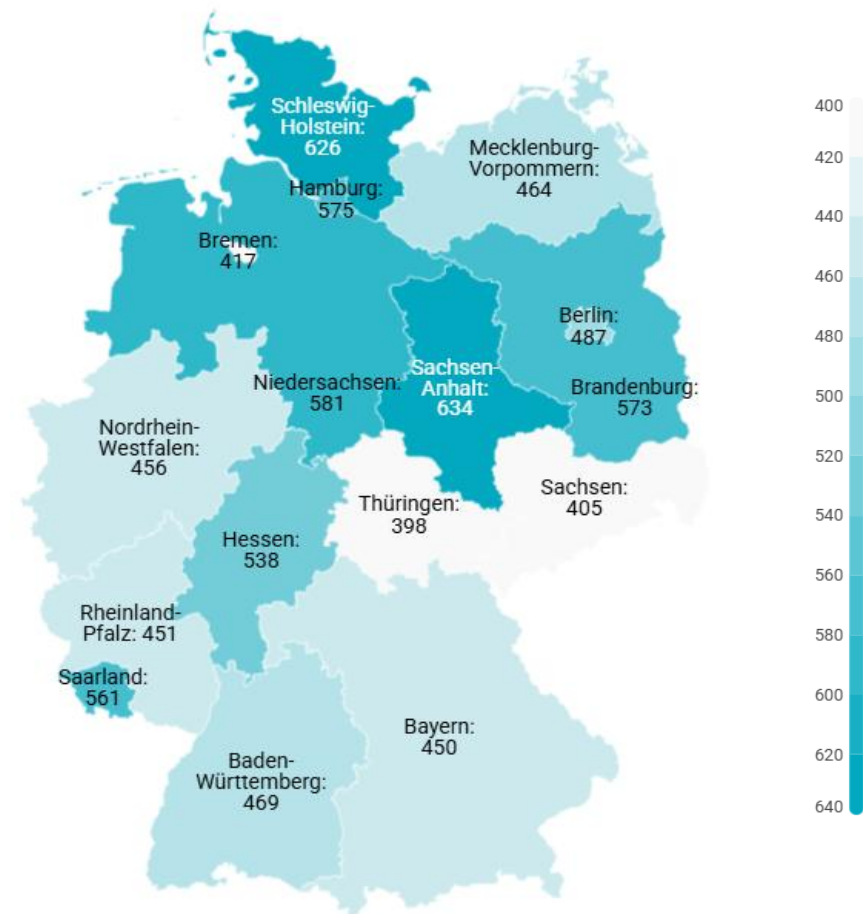 Schleswig-
Holstein:
626
Mecklenburg-
Vorpommern:
464
Hamburg:
575
Bremen:
417
Berlin:
487
Niedersachsen:
581
Sachsen-
Anhalt:
634
Brandenburg:
573
Nordrhein-
Westfalen:
456
Hessen:
538
Thüringen:
398
Sachsen:
405
Rheinland-
Pfalz: 451
Saarland:
561
Bayern:
450
Baden-
Württemberg:
469
400
420
440
460
480
500
520
540
560
580
600
620
640